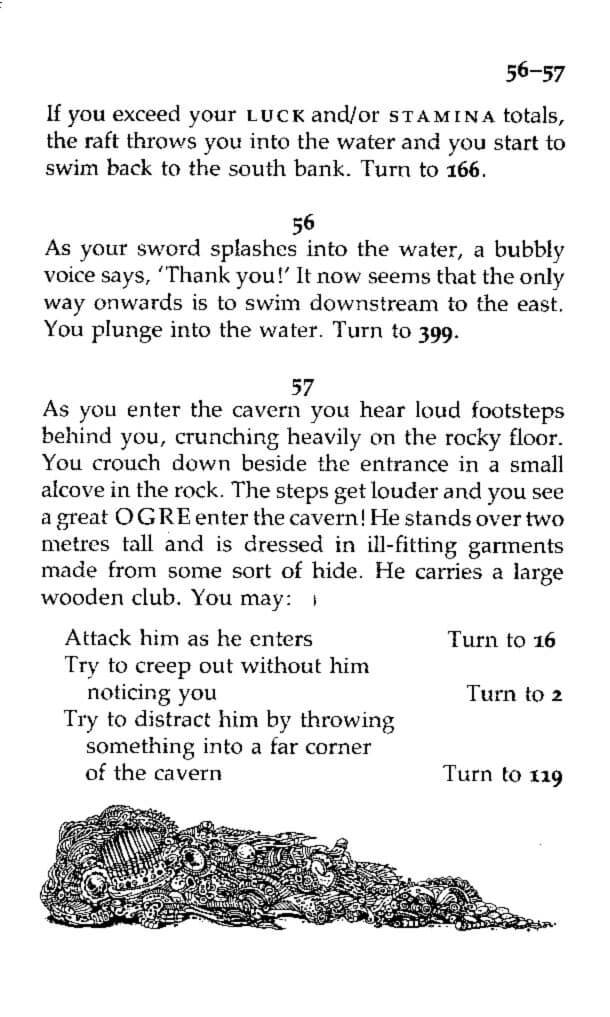 56–57
If you exceed your LUCK and/or STAMINA totals,
the raft throws you into the water and you start to
swim back to the south bank. Turn to 166.
56
As your sword splashes into the water, a bubbly
voice says, ‘Thank you!’ It now seems that the only
way onwards is to swim downstream to the east.
You plunge into the water. Turn to 399.
57
As you enter the cavern you hear loud footsteps
behind you, crunching heavily on the rocky floor.
You crouch down beside the entrance in a small
alcove in the rock. The steps get louder and you see
a great OGRE enter the cavern! He stands over two
metres tall and is dressed in ill-fitting garments
made from some sort of hide. He carries a large
wooden club. You may:
Attack him as he enters Turn to 16
Try to creep out without him
noticing you Turn to 2
Try to distract him by throwing
something into a far corner
of the cavern Turn to 119